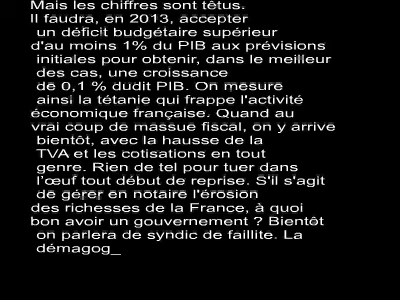 Mais les chiffres sont têtus.
Il faudra, en 2013, accepter
un déficit budgétaire supérieur
d'au moins 1% du PIB aux prévisions
initiales pour obtenir, dans le meilleur
des cas, une croissance
de 0,1 % dudit PIB. On mesure
ainsi la tétanie qui frappe l'activité
économique française. Quand au
vrai coup de massue fiscal, on y arrive
bientôt, avec la hausse de la
TVA et les cotisations en tout
genre. Rien de tel pour tuer dans
l'œuf tout début de reprise. S'il s'agit
de gérer en notaire l'érosion
des richesses de la France, à quoi
bon avoir un gouvernement ? Bientôt
on parlera de syndic de faillite. La
démagog_